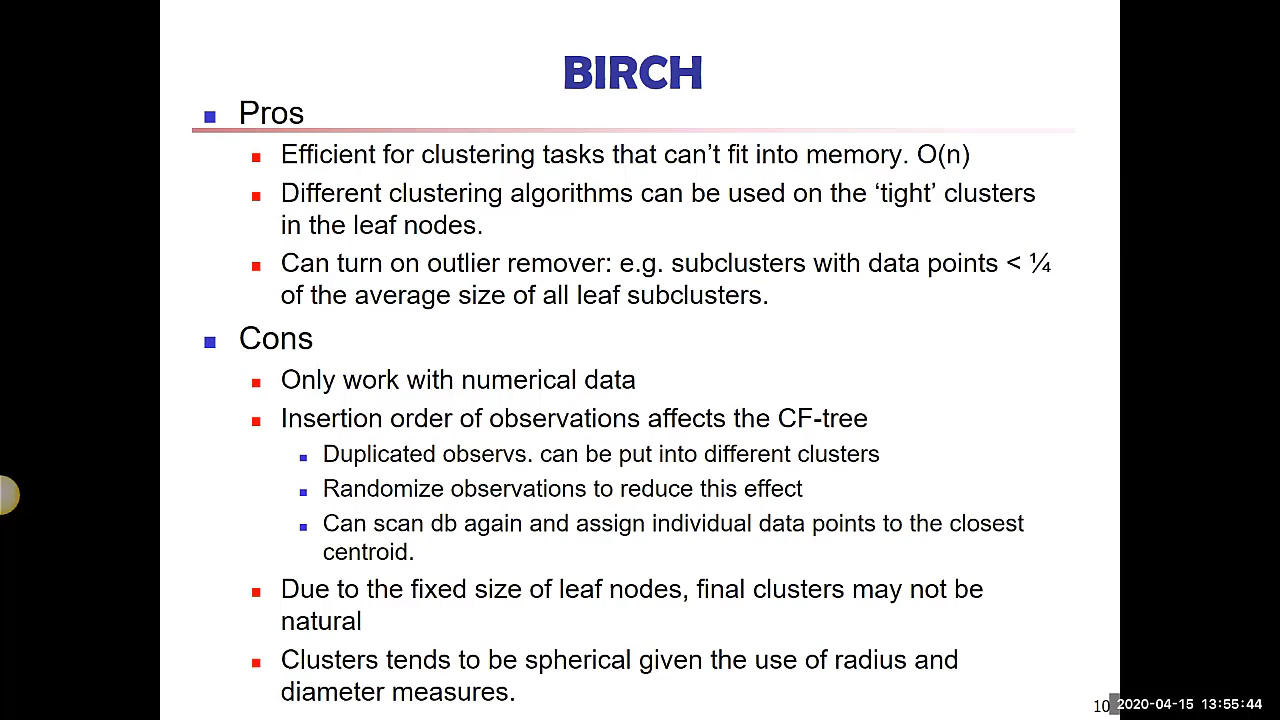 BIRCH
Pros
Efficient for clustering tasks that can't fit into memory. O(n)
Different clustering algorithms can be used on the ‘tight’ clusters
in the leaf nodes.
Can turn on outlier remover: e.g. subclusters with data points < ¼
of the average size of all leaf subclusters.
Cons
Only work with numerical data
Insertion order of observations affects the CF-tree
Duplicated observs. can be put into different clusters
Randomize observations to reduce this effect
Can scan db again and assign individual data points to the closest
centroid.
Due to the fixed size of leaf nodes, final clusters may not be
natural
Clusters tends to be spherical given the use of radius and
diameter measures.
10
2020-04-15 13:55:44